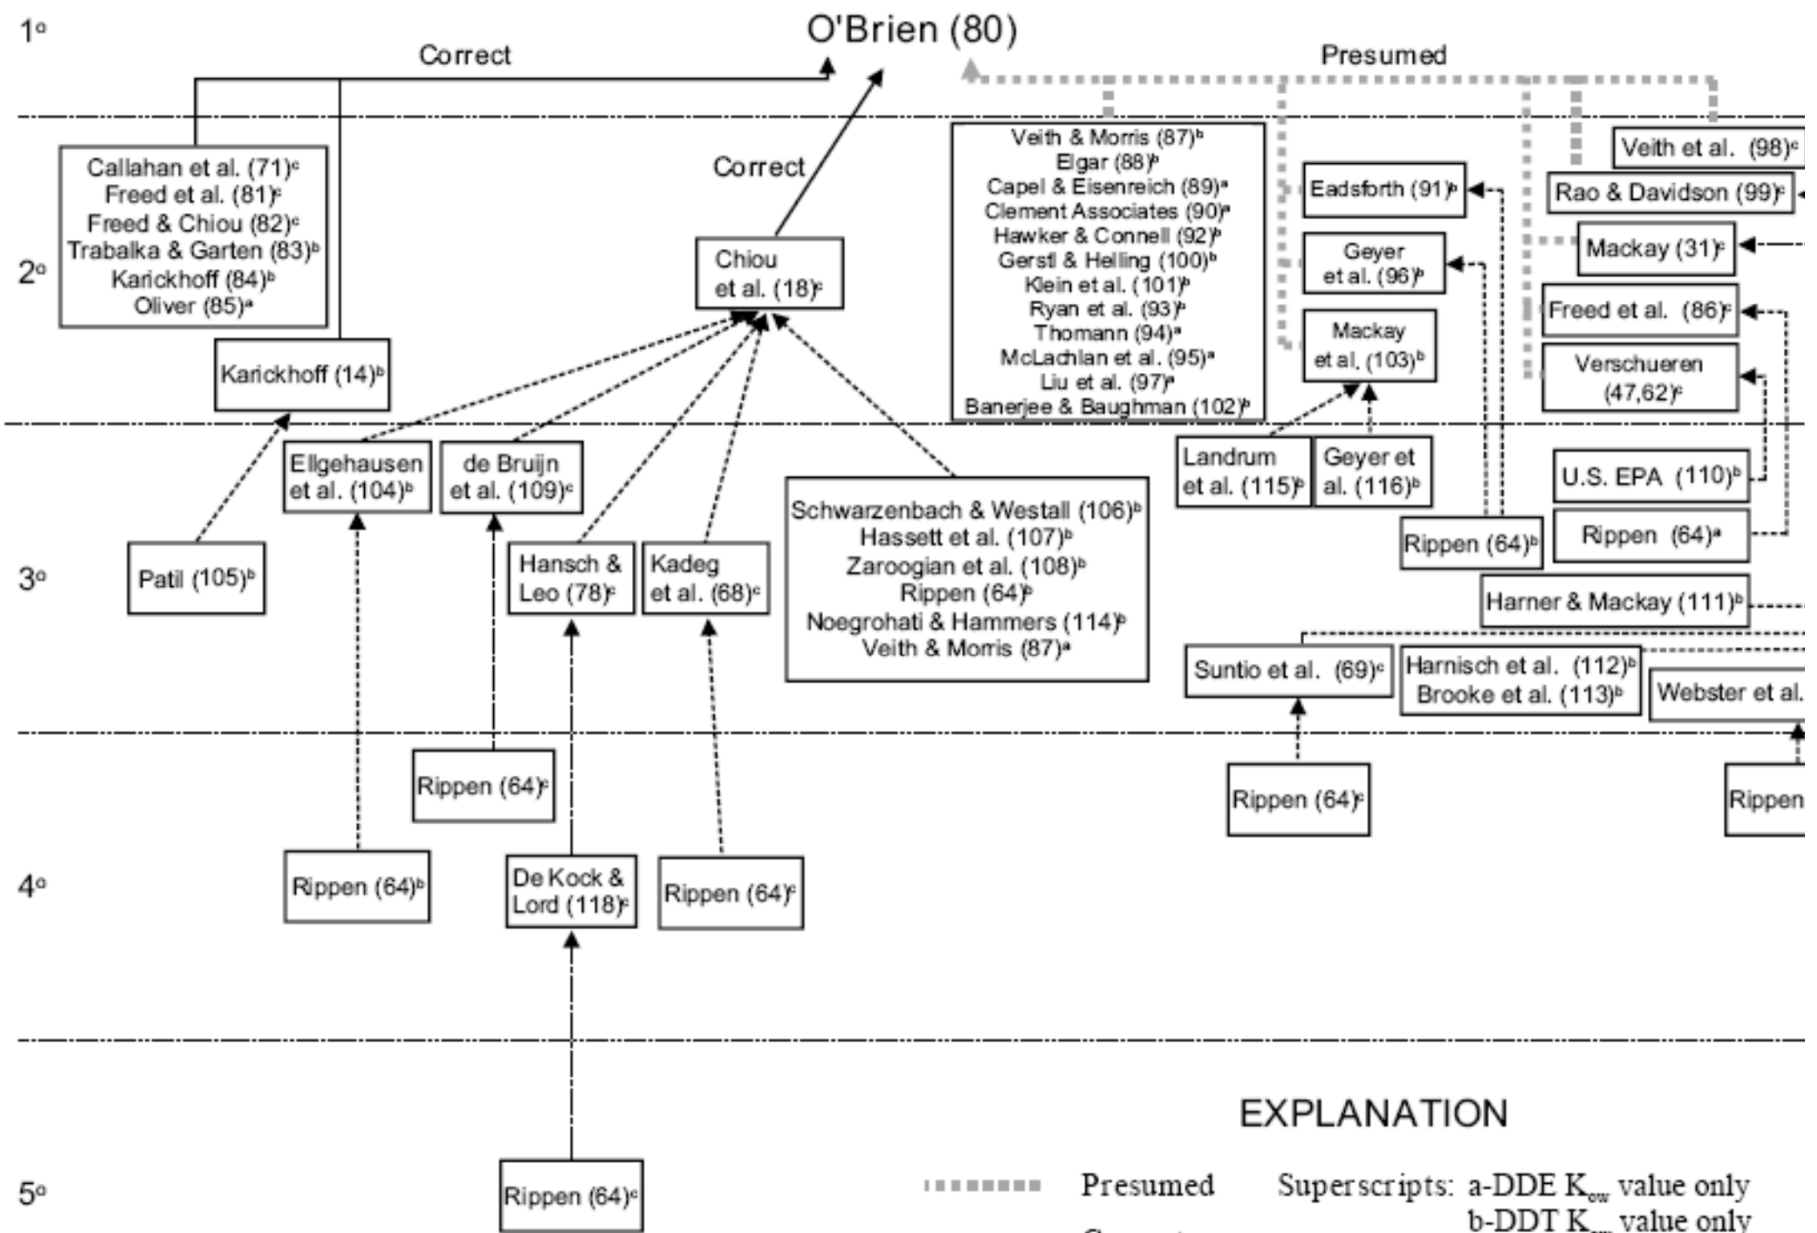 1º
O'Brien (80)
Correct
Presumed
Callahan et al. (71)ᶜ
Freed et al. (81)ᶜ
Freed & Chiou (82)ᶜ
Trabalka & Garten (83)ᵇ
Karickhoff (84)ᵇ
Oliver (85)ᵃ
Correct
Veith & Morris (87)ᵇ
Elgar (88)ᵇ
Capel & Eisenreich (89)ᵃ
Clement Associates (90)ᵃ
Hawker & Connell (92)ᵇ
Gerstl & Helling (100)ᵇ
Klein et al. (101)ᵇ
Ryan et al. (93)ᵇ
Thomann (94)ᵃ
McLachlan et al. (95)ᵃ
Liu et al. (97)ᵃ
Banerjee & Baughman (102)ᵇ
Veith et al. (98)ᶜ
Eadsforth (91)ᵇ
Rao & Davidson (99)ᶜ
2º
Chiou
et al. (18)ᶜ
Geyer
et al. (96)ᵇ
Mackay (31)ᶜ
Mackay
et al. (103)ᵇ
Freed et al. (86)ᶜ
Karickhoff (14)ᵇ
Verschueren
(47,62)ᶜ
Ellgehausen
et al. (104)ᵇ
de Bruijn
et al. (109)ᶜ
Landrum
et al. (115)ᵇ
Geyer et
al. (116)ᵇ
U.S. EPA (110)ᵇ
Schwarzenbach & Westall (106)ᵇ
Hassett et al. (107)ᵇ
Zaroogian et al. (108)ᵇ
Rippen (64)ᵇ
Noegrohati & Hammers (114)ᵇ
Veith & Morris (87)ᵃ
Rippen (64)ᵇ
Rippen (64)ᵃ
3º
Patil (105)ᵇ
Hansch &
Leo (78)ᶜ
Kadeg
et al. (68)ᶜ
Harner & Mackay (111)ᵇ
Suntio et al. (69)ᶜ
Harnisch et al. (112)ᵇ
Brooke et al. (113)ᵇ
Webster et al.
Rippen (64)ᶜ
Rippen (64)ᶜ
Rippen
4º
Rippen (64)ᵇ
De Kock &
Lord (118)ᶜ
Rippen (64)ᶜ
EXPLANATION
5º
Rippen (64)ᶜ
Presumed
Superscripts: a-DDE Kow value only
b-DDT Kow value only